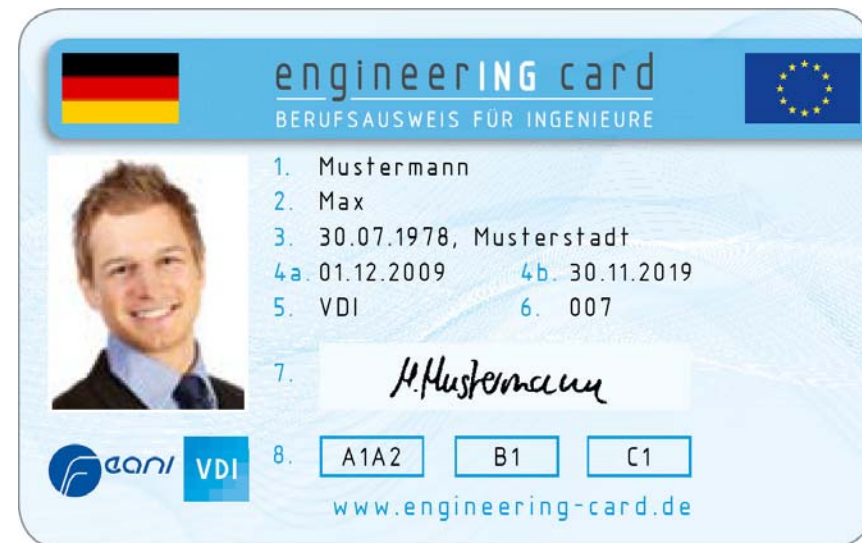 engineerING card
BERUFSAUSWEIS FÜR INGENIEURE
1. Mustermann
2. Max
3. 30.07.1978, Musterstadt
4a. 01.12.2009 4b. 30.11.2019
5. VDI 6. 007
7. M.Mustermann
feani VDI 8. A1A2 B1 C1
www.engineering-card.de